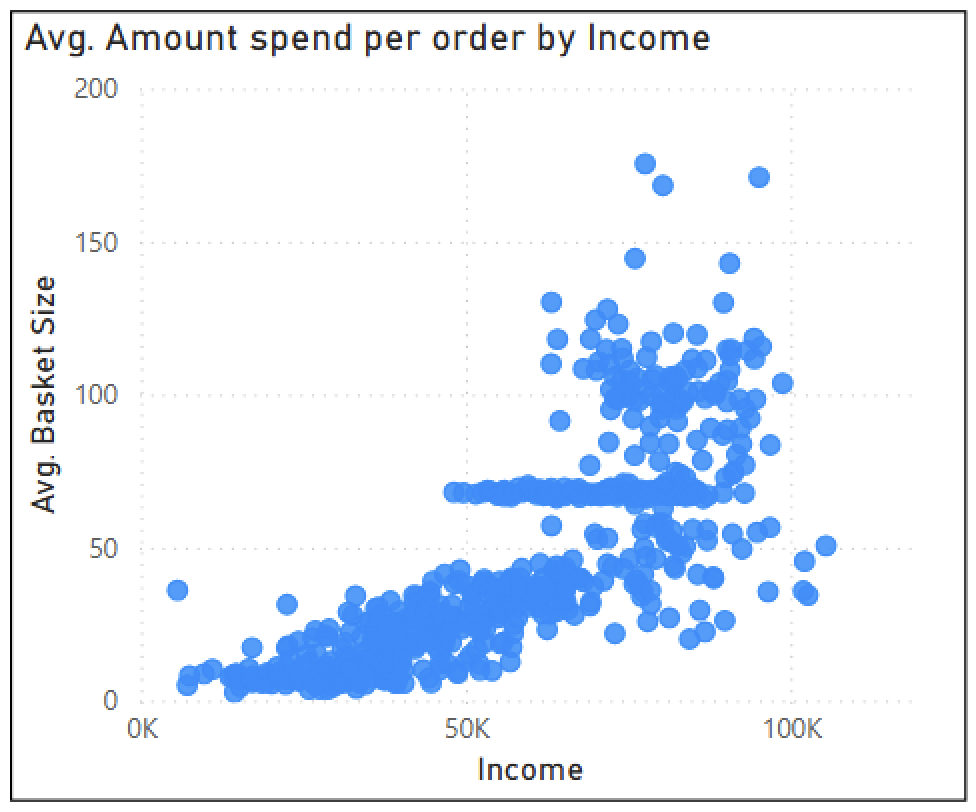 Avg. Amount spend per order by Income
200
150
100
50
0
Avg. Basket Size
0K 50K 100K
Income